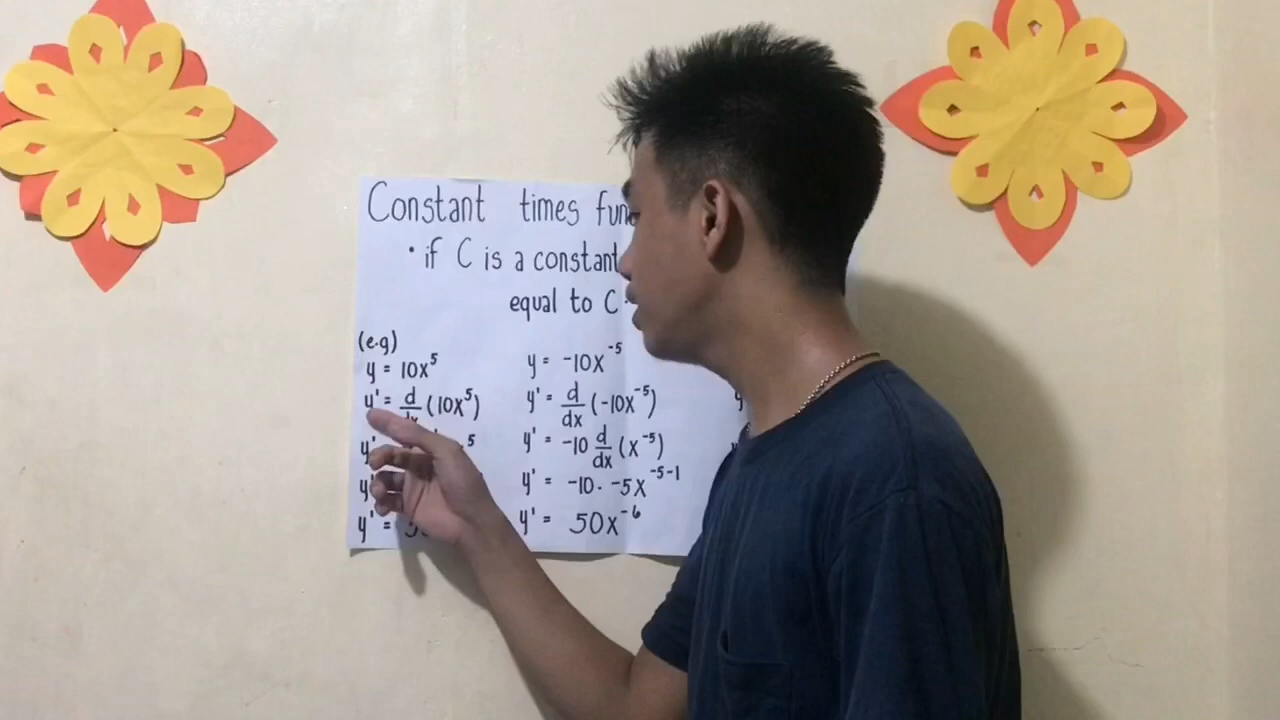 Constant times
• if C is a constant
equal to C
(e.g)
y = 10x⁵
y' = d/dx (10x⁵)
y'
y'
y' =
y = -10x⁻⁵
y' = d/dx (-10x⁻⁵)
y' = -10 d/dx (x⁻⁵)
y' = -10 · -5x⁻⁵⁻¹
y' = 50x⁻⁶